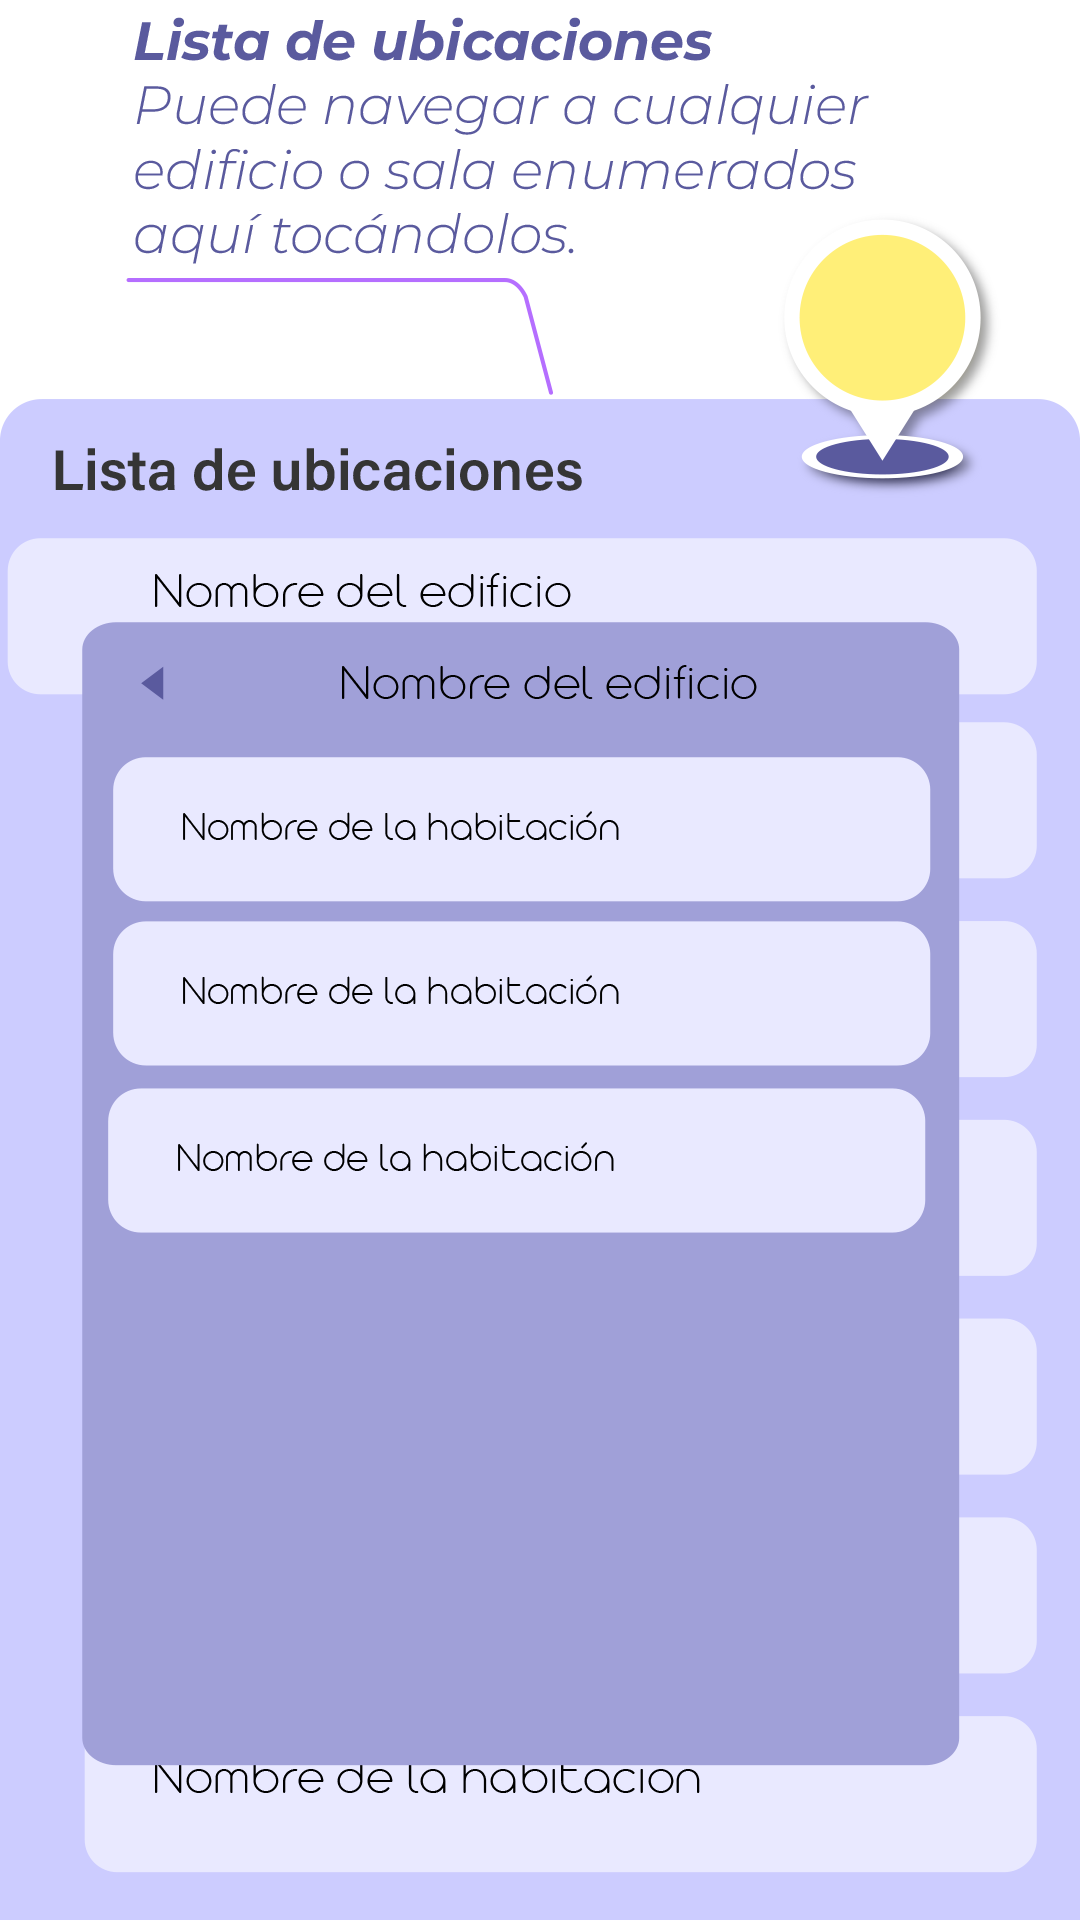 Lista de ubicaciones
Puede navegar a cualquier
edificio o sala enumerados
aquí tocándolos.
Lista de ubicaciones
Nombre del edificio
Nombre del edificio
Nombre de la habitación
Nombre de la habitación
Nombre de la habitación
Nombre de la habitación